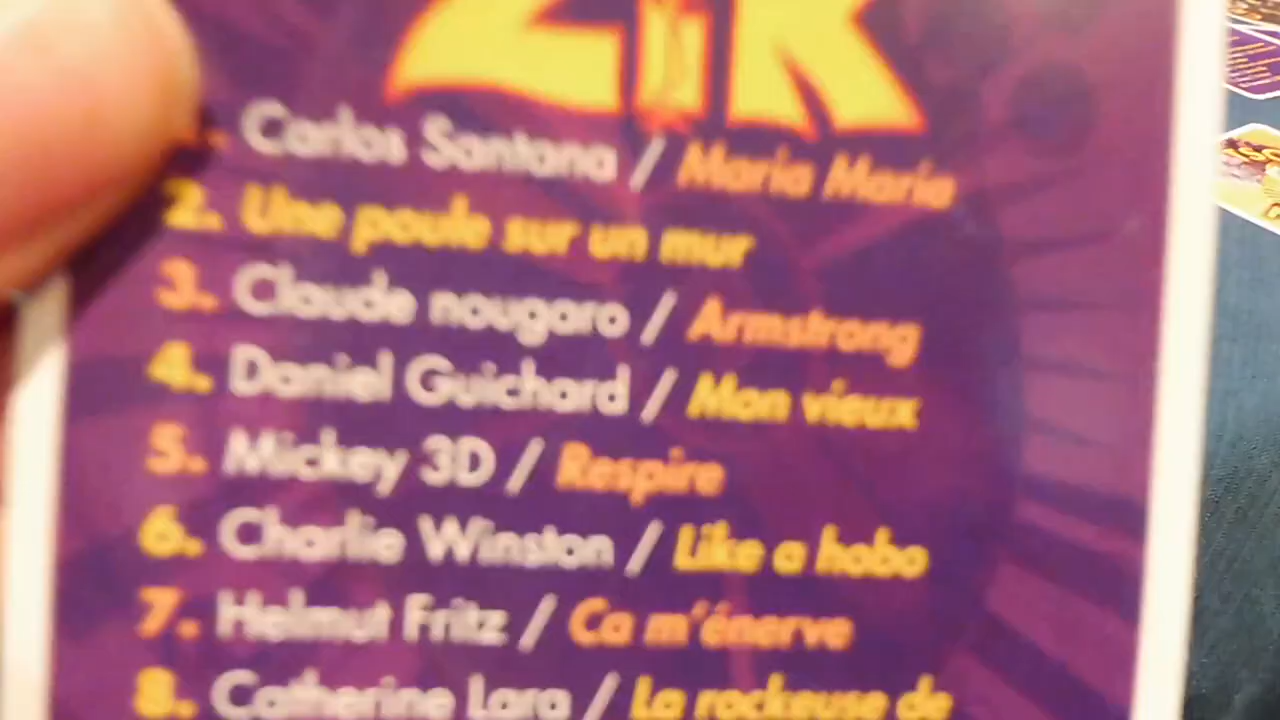 ZiK
1. Carlos Santana / Maria Maria
2. Une poule sur un mur
3. Claude nougaro / Armstrong
4. Daniel Guichard / Mon vieux
5. Mickey 3D / Respire
6. Charlie Winston / Like a hobo
7. Helmut Fritz / Ca m'énerve
8. Catherine Lara / La rockeuse de